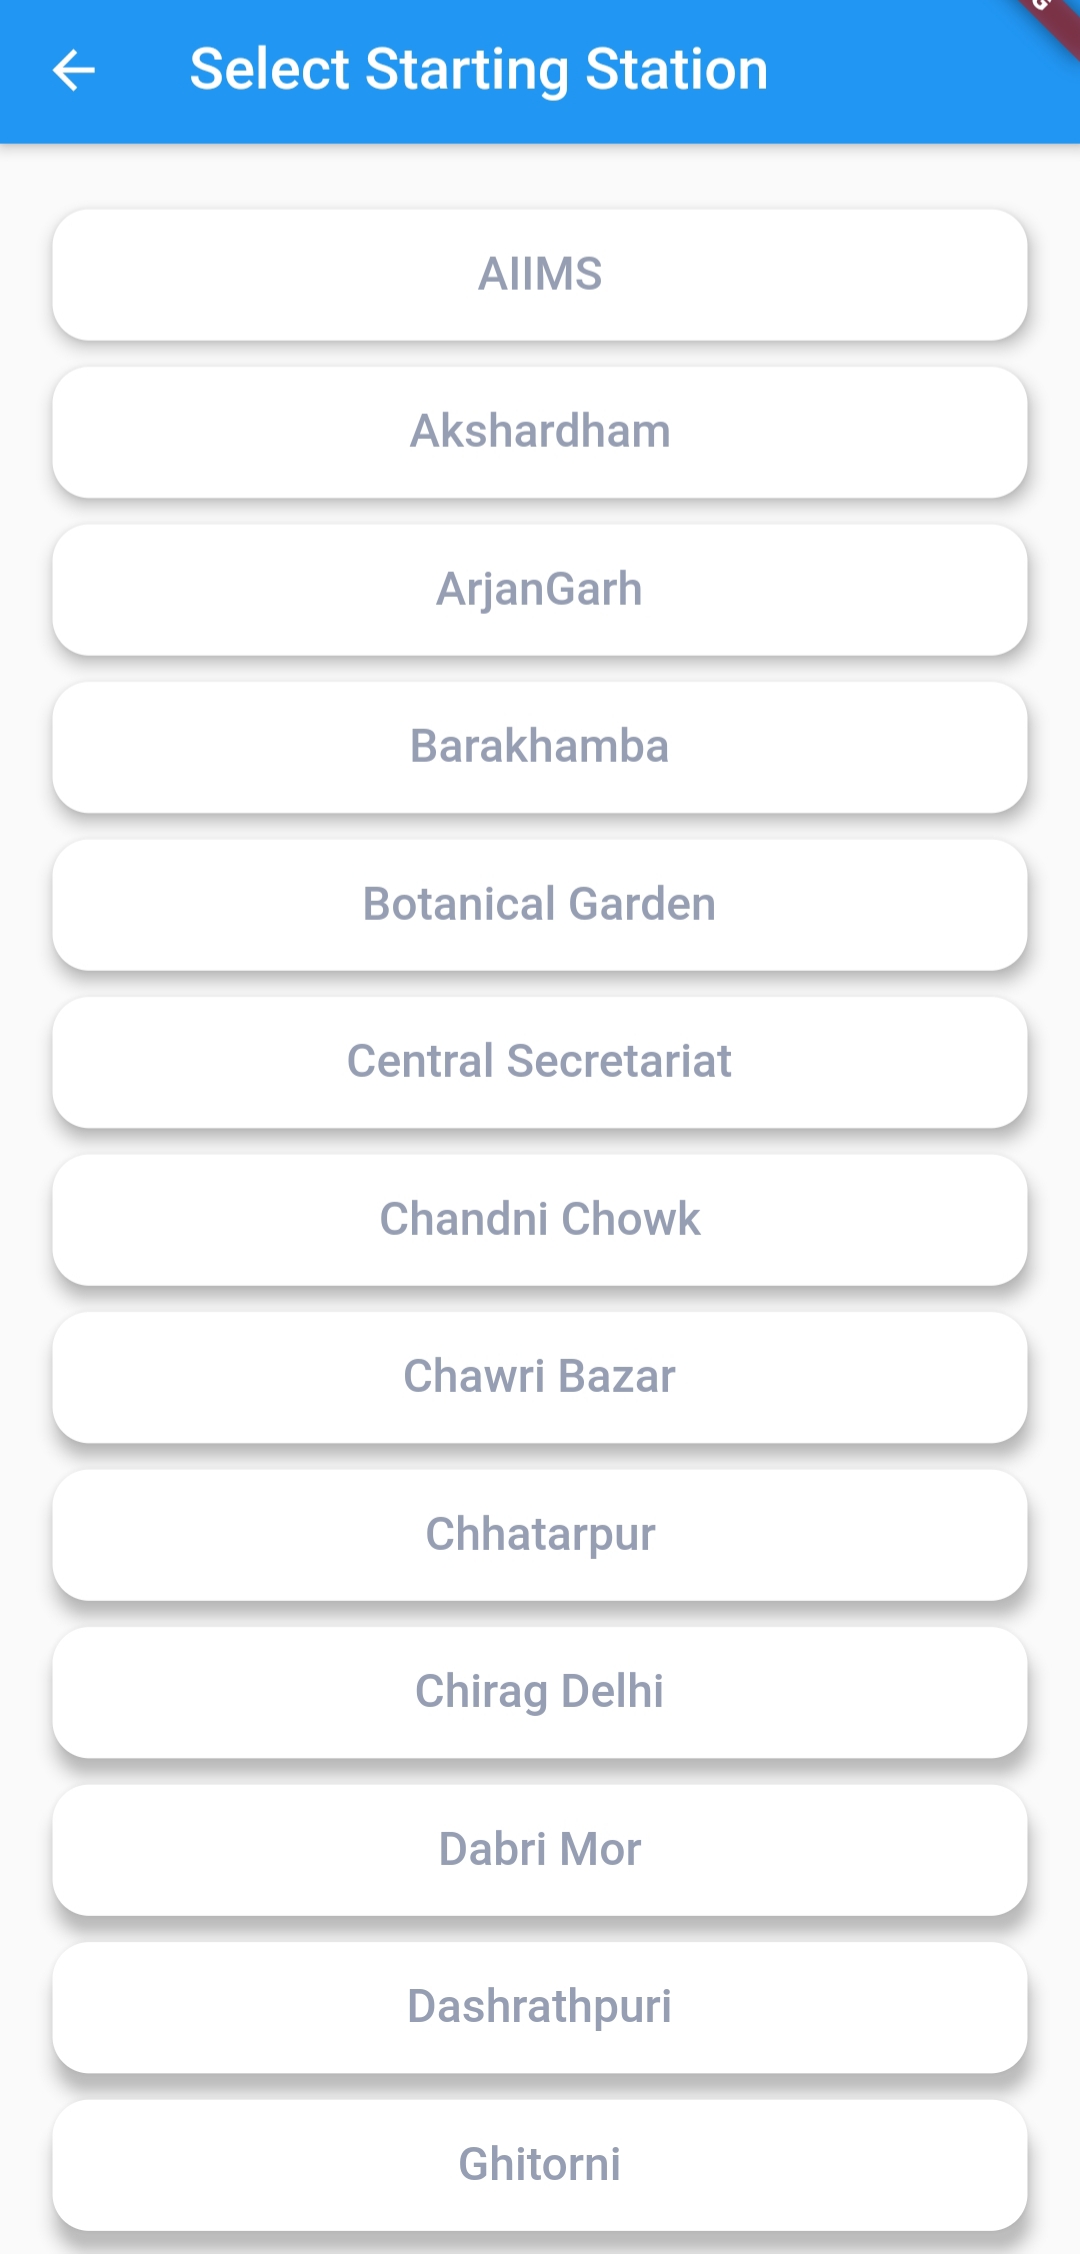 Select Starting Station
AIIMS
Akshardham
ArjanGarh
Barakhamba
Botanical Garden
Central Secretariat
Chandni Chowk
Chawri Bazar
Chhatarpur
Chirag Delhi
Dabri Mor
Dashrathpuri
Ghitorni